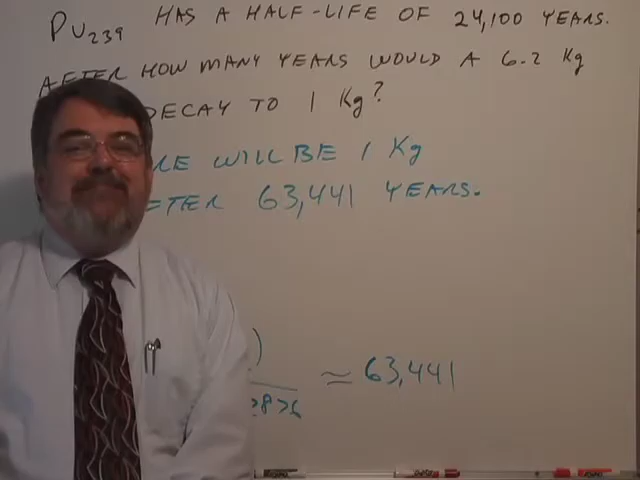 Pu239 HAS A HALF-LIFE OF 24,100 YEARS.
AFTER HOW MANY YEARS WOULD A 6.2 Kg
DECAY TO 1 Kg?
WILL BE 1 Kg
63,441 YEARS.
) ≈ 63,441